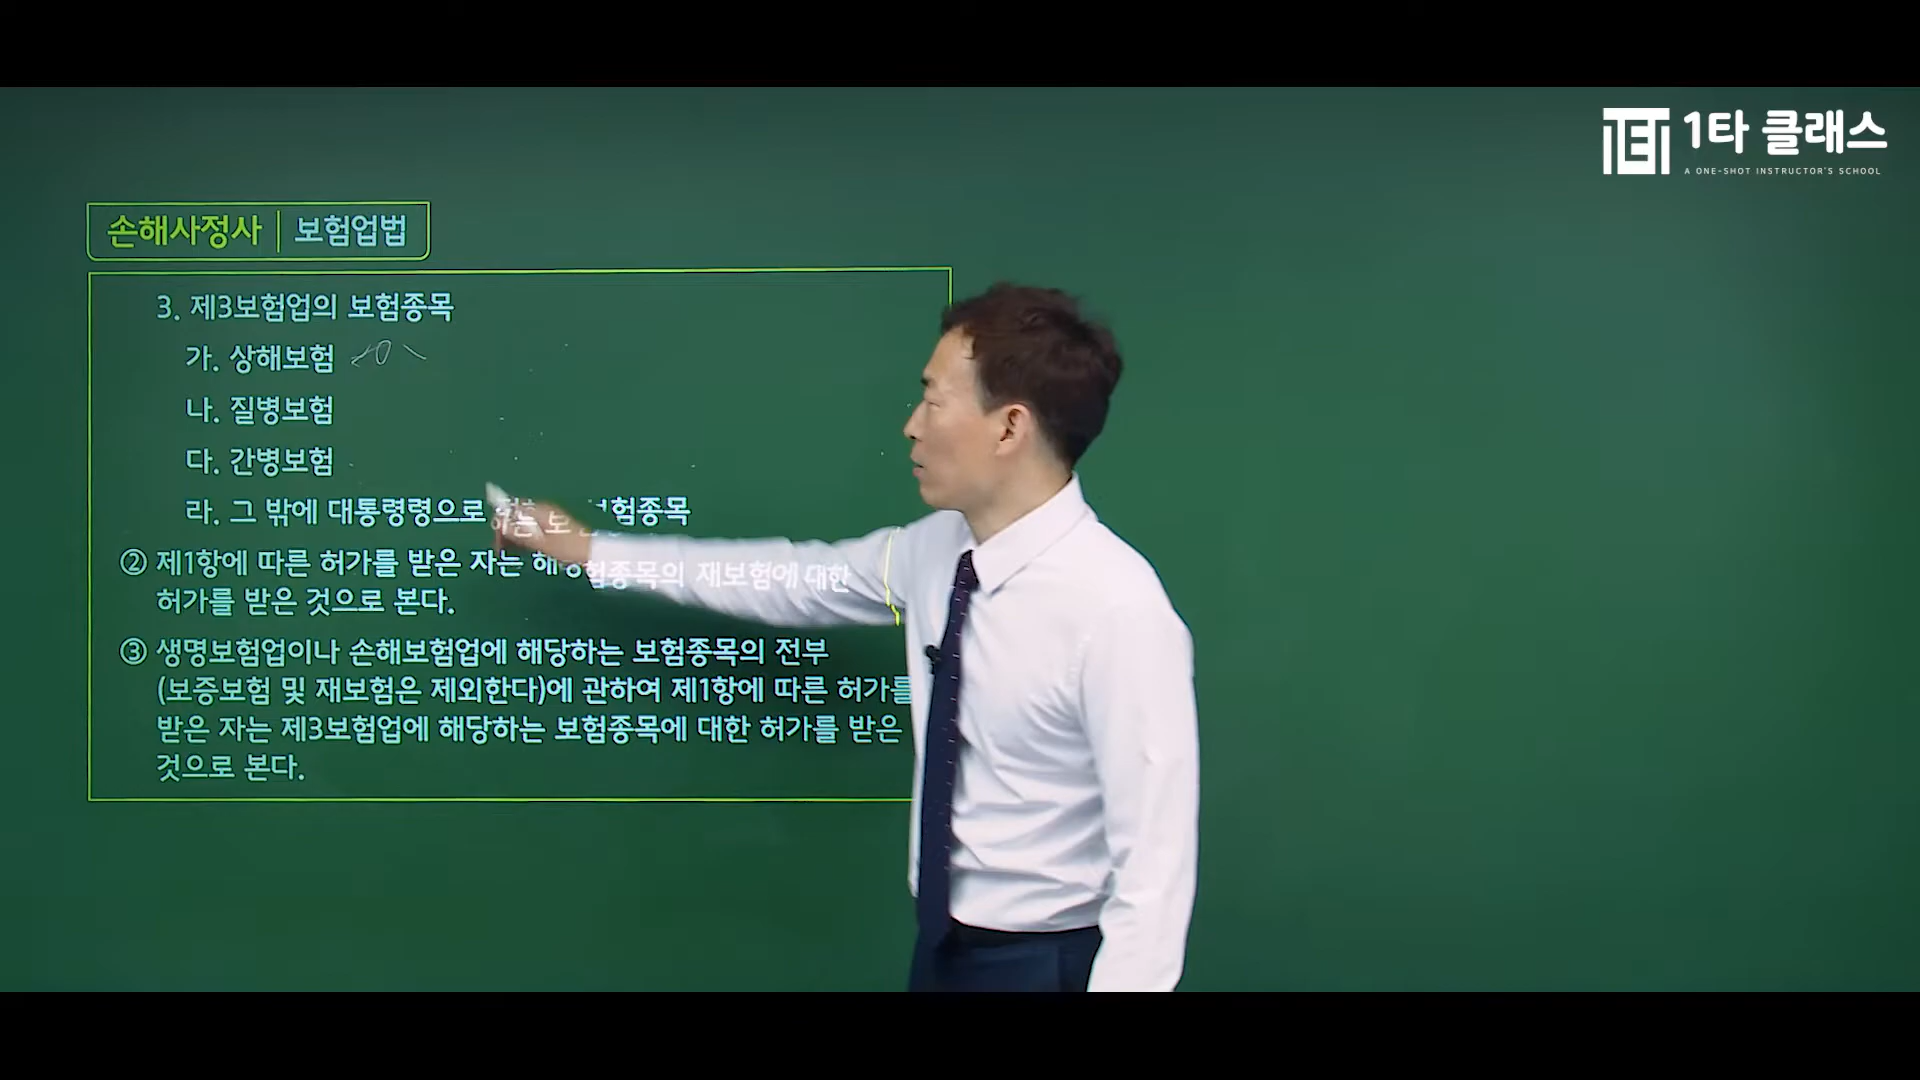 1타 클래스
A ONE-SHOT INSTRUCTOR'S SCHOOL
손해사정사 | 보험업법
3. 제3보험업의 보험종목
가. 상해보험
나. 질병보험
다. 간병보험
라. 그 밖에 대통령령으로 보험종목
② 제1항에 따른 허가를 받은 자는 해당 보험종목의 재보험에 대한
허가를 받은 것으로 본다.
③ 생명보험업이나 손해보험업에 해당하는 보험종목의 전부
(보증보험 및 재보험은 제외한다)에 관하여 제1항에 따른 허가를
받은 자는 제3보험업에 해당하는 보험종목에 대한 허가를 받은
것으로 본다.